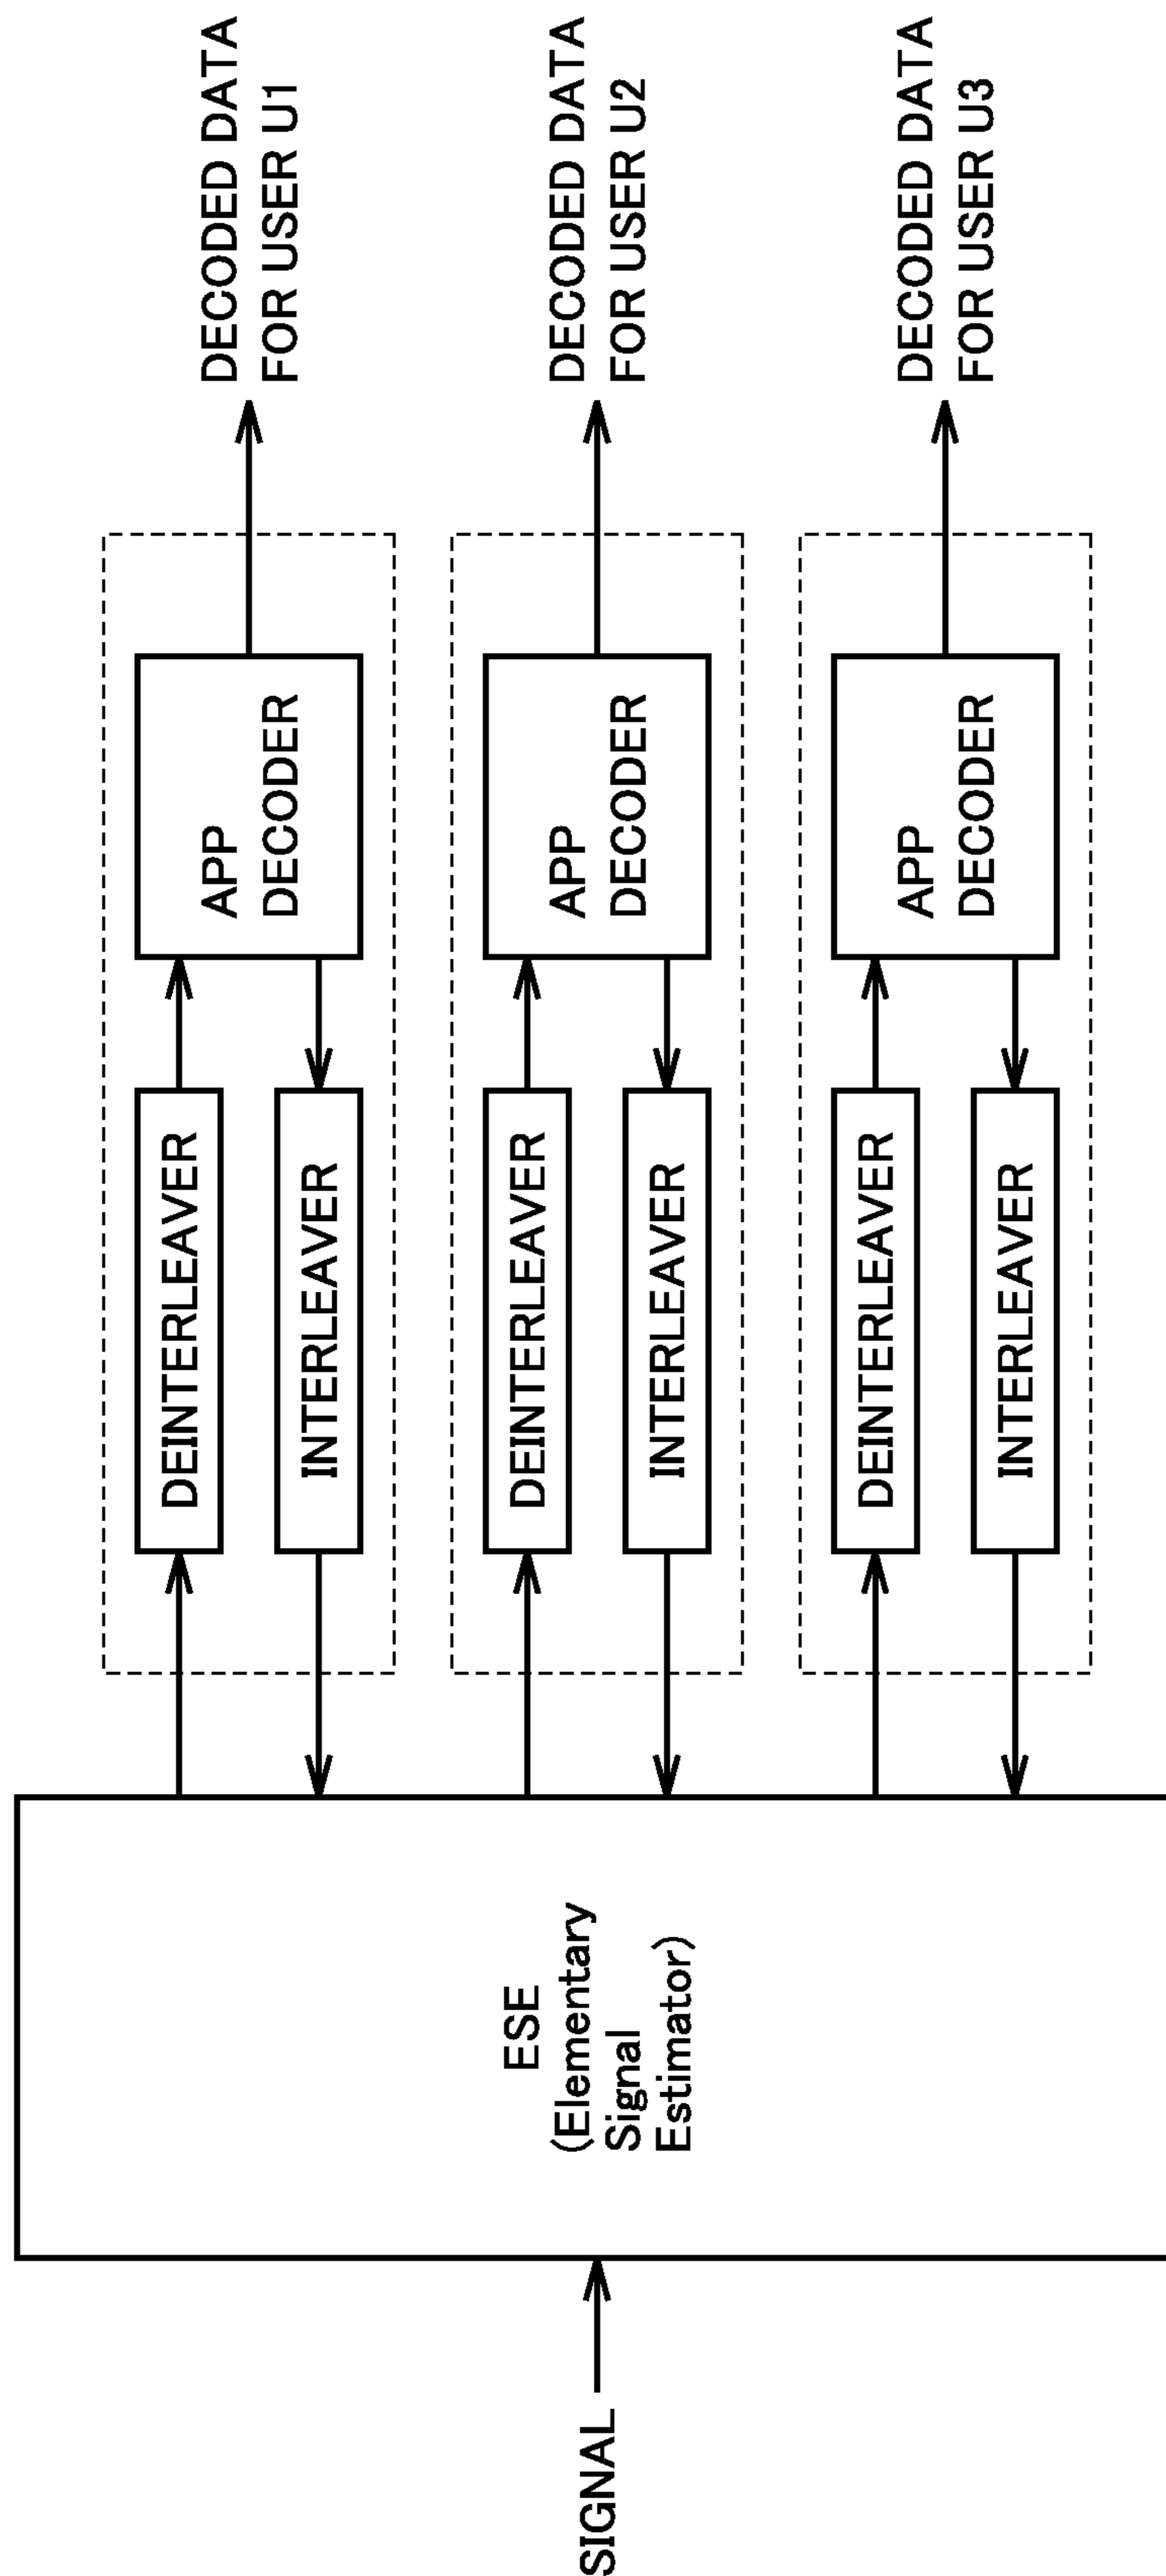 SIGNAL
ESE
(Elementary
Signal
Estimator)
DEINTERLEAVER
INTERLEAVER
APP
DECODER
DECODED DATA
FOR USER U1
DEINTERLEAVER
INTERLEAVER
APP
DECODER
DECODED DATA
FOR USER U2
DEINTERLEAVER
INTERLEAVER
APP
DECODER
DECODED DATA
FOR USER U3